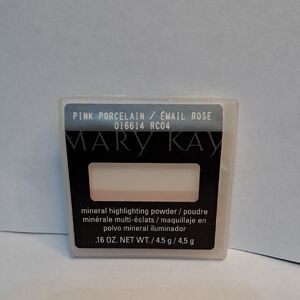 PINK PORCELAIN / ÉMAIL ROSE
016614 RC04
MARY KAY
mineral highlighting powder / poudre
minérale multi-éclats / maquillaje en
polvo mineral iluminador
.16 OZ. NET WT. / 4.5 g / 4,5 g